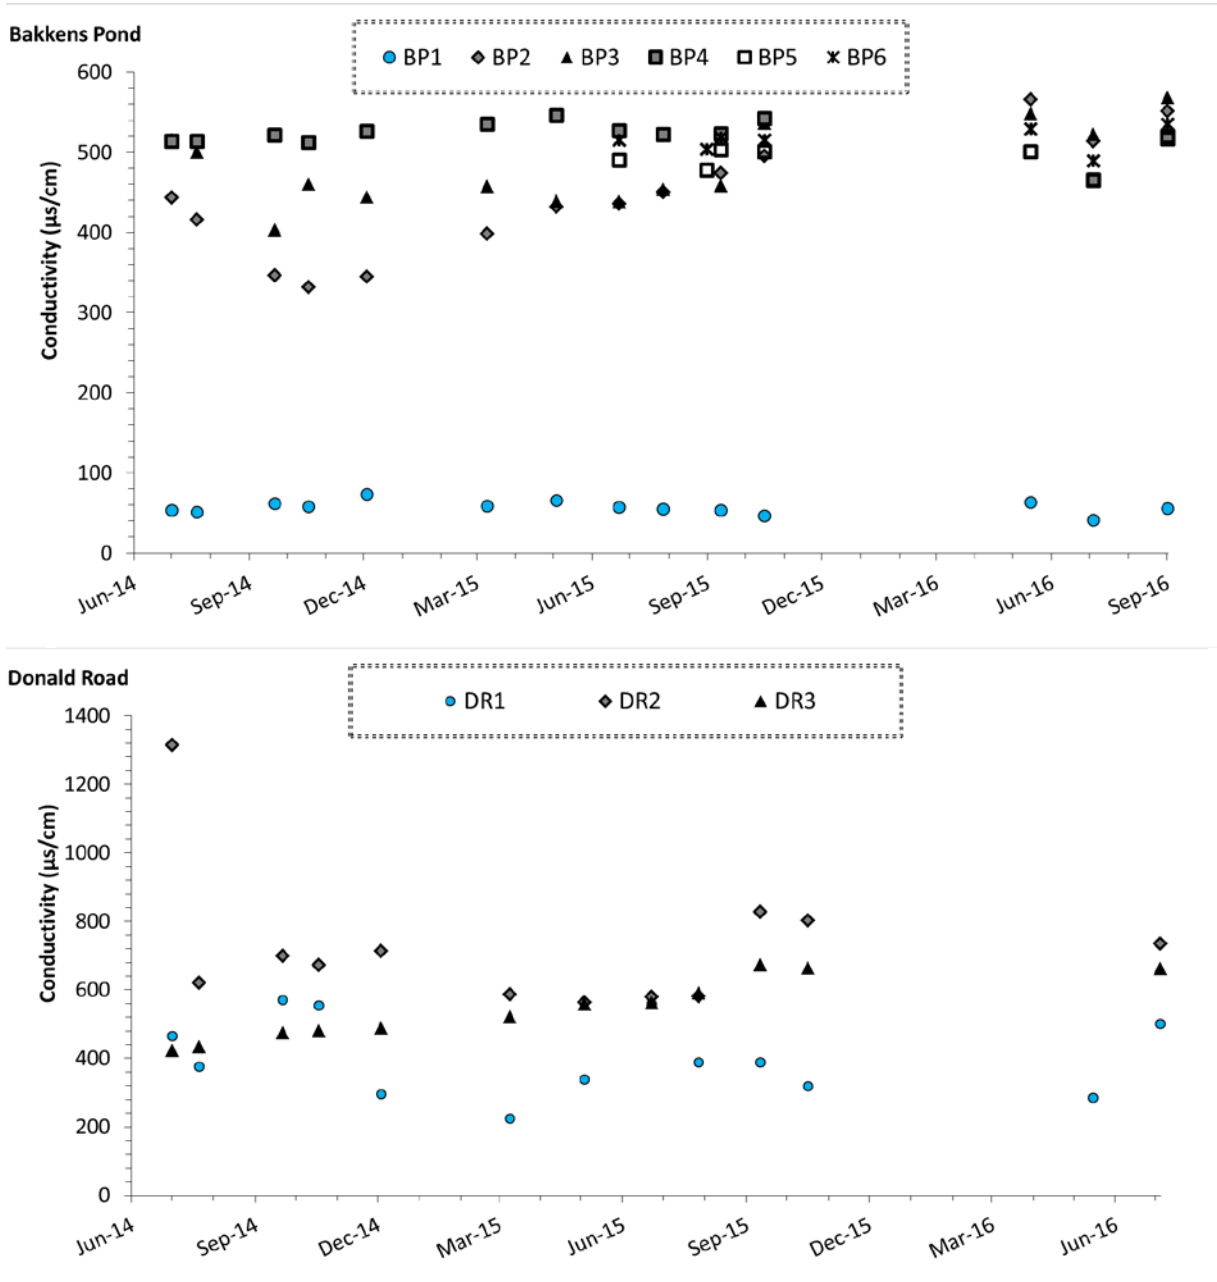 Bakkens Pond
BP1 BP2 BP3 BP4 BP5 BP6
Conductivity (µs/cm)
600
500
400
300
200
100
0
Jun-14 Sep-14 Dec-14 Mar-15 Jun-15 Sep-15 Dec-15 Mar-16 Jun-16 Sep-16
Donald Road
DR1 DR2 DR3
Conductivity (µs/cm)
1400
1200
1000
800
600
400
200
0
Jun-14 Sep-14 Dec-14 Mar-15 Jun-15 Sep-15 Dec-15 Mar-16 Jun-16